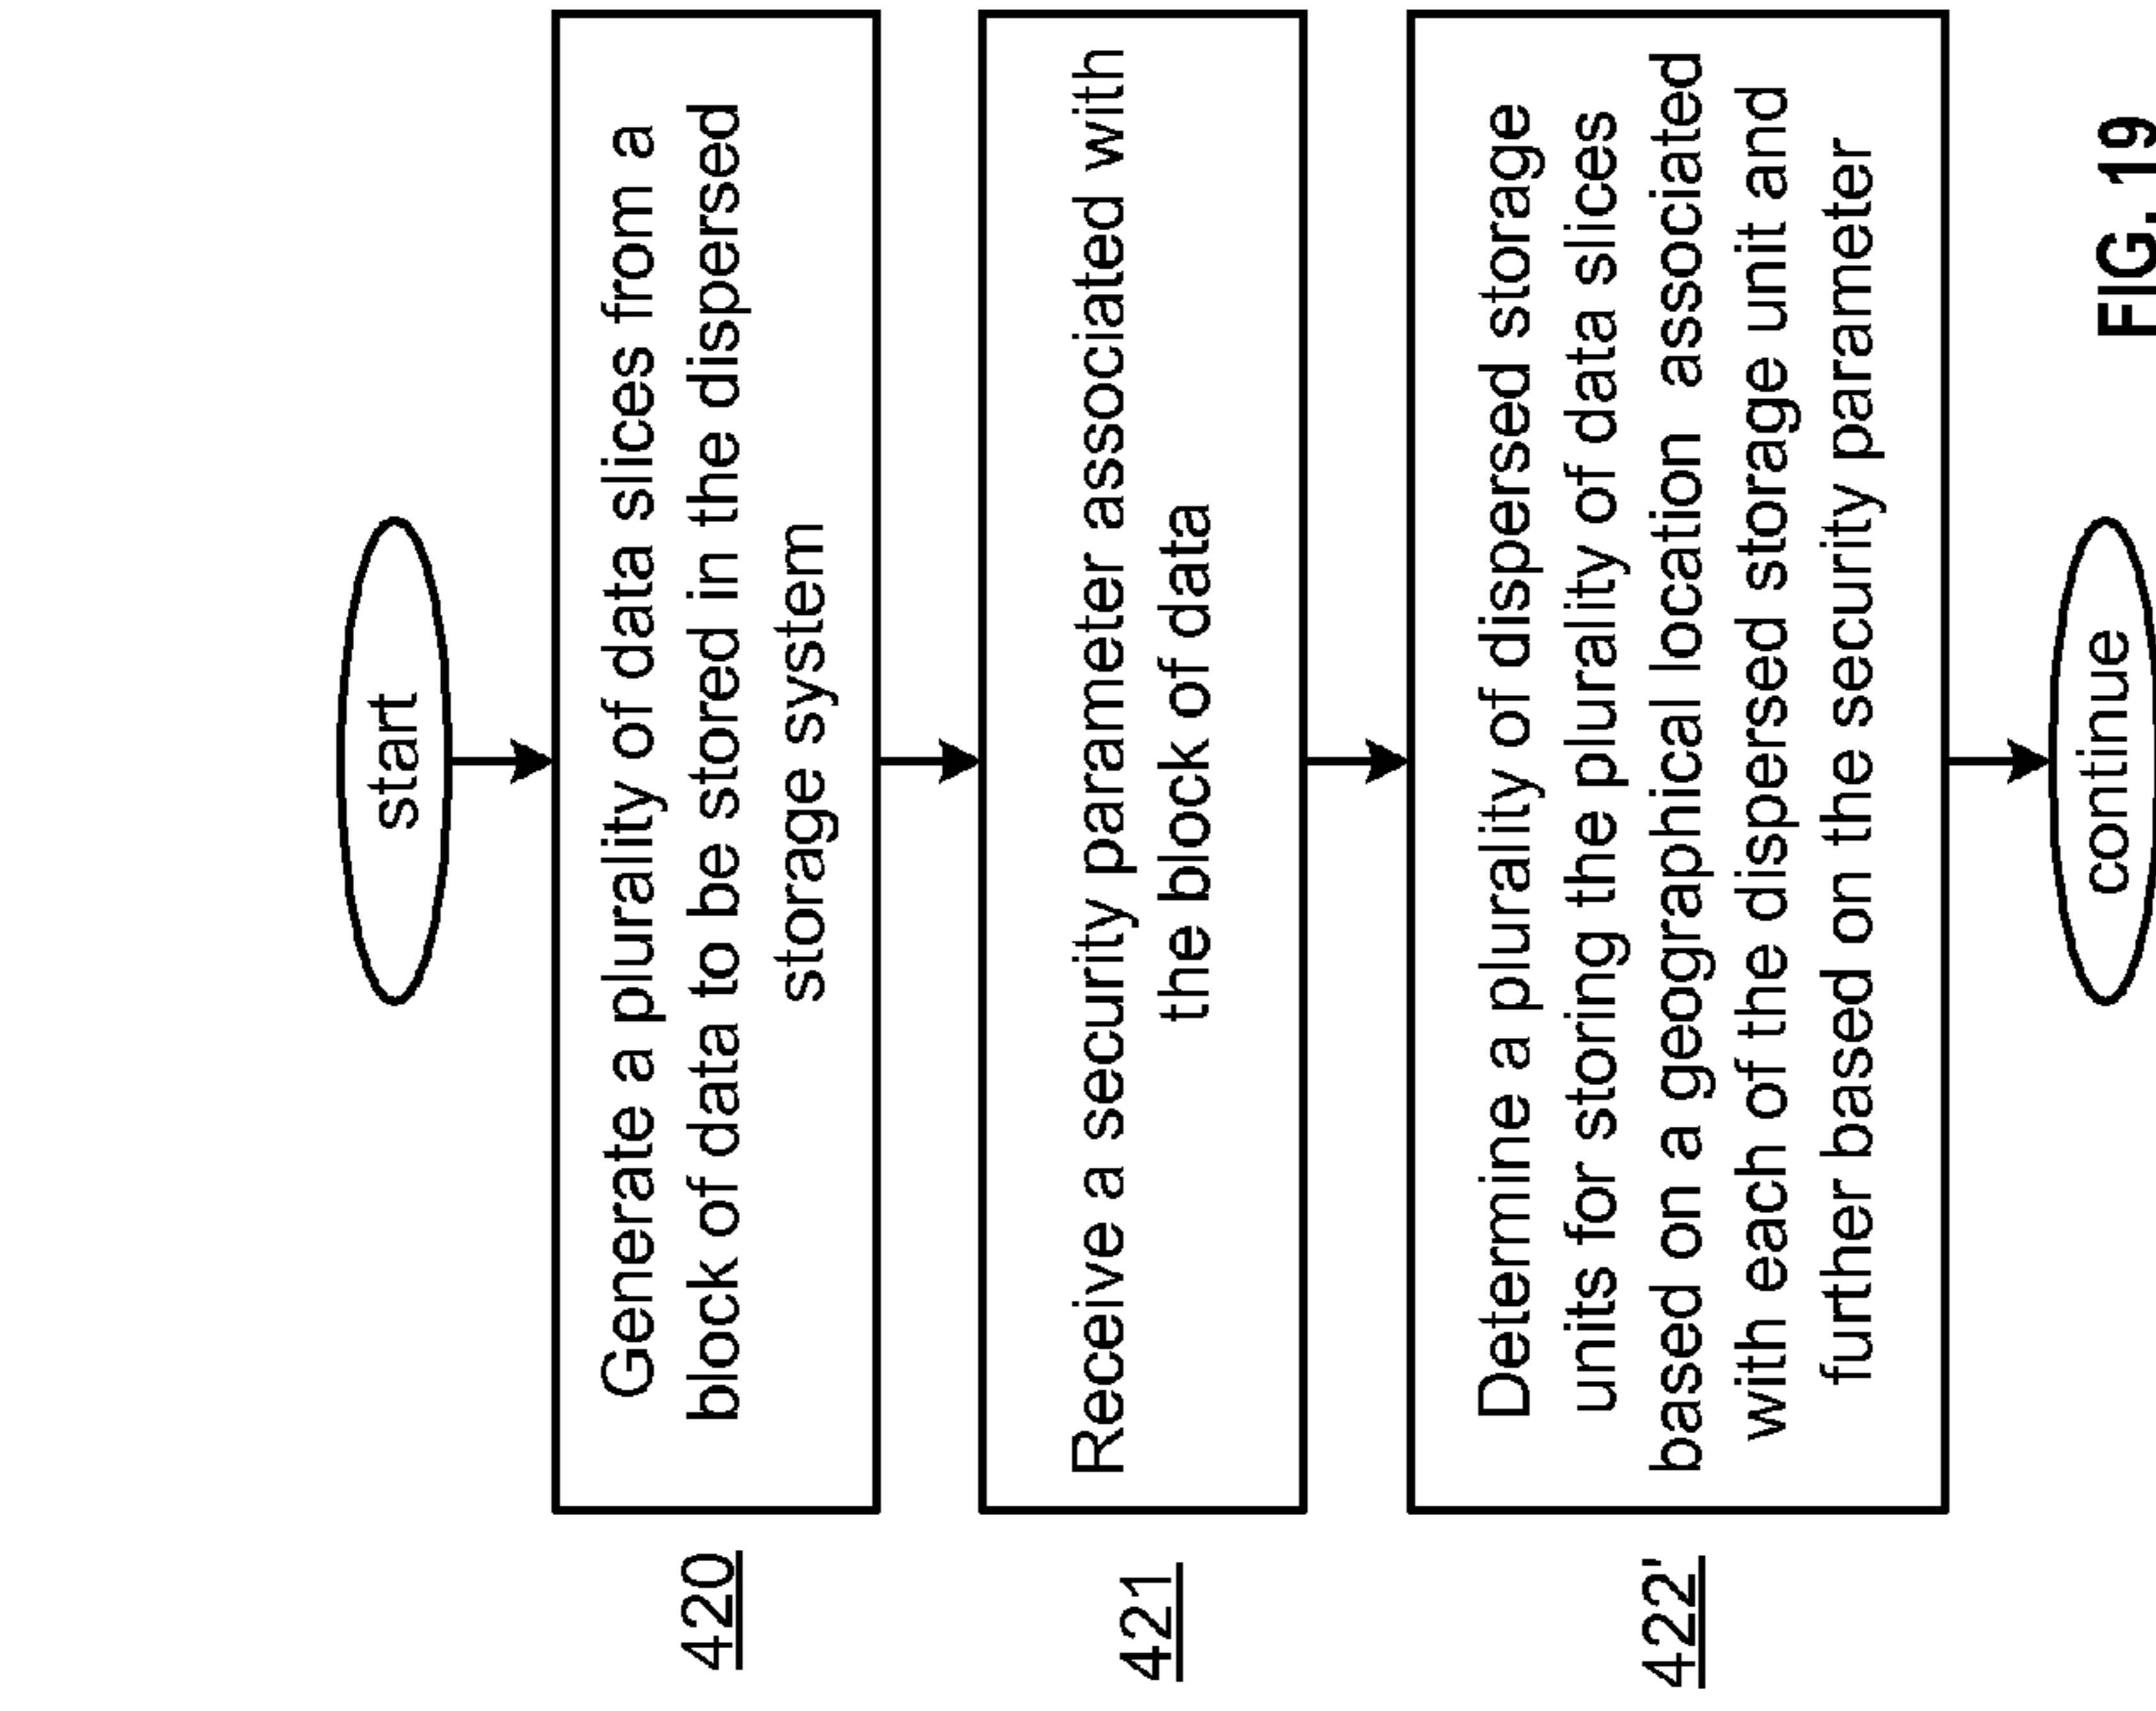 start
420
Generate a plurality of data slices from a
block of data to be stored in the dispersed
storage system
421
Receive a security parameter associated with
the block of data
422'
Determine a plurality of dispersed storage
units for storing the plurality of data slices
based on a geographical location associated
with each of the dispersed storage unit and
further based on the security parameter
continue
FIG. 19